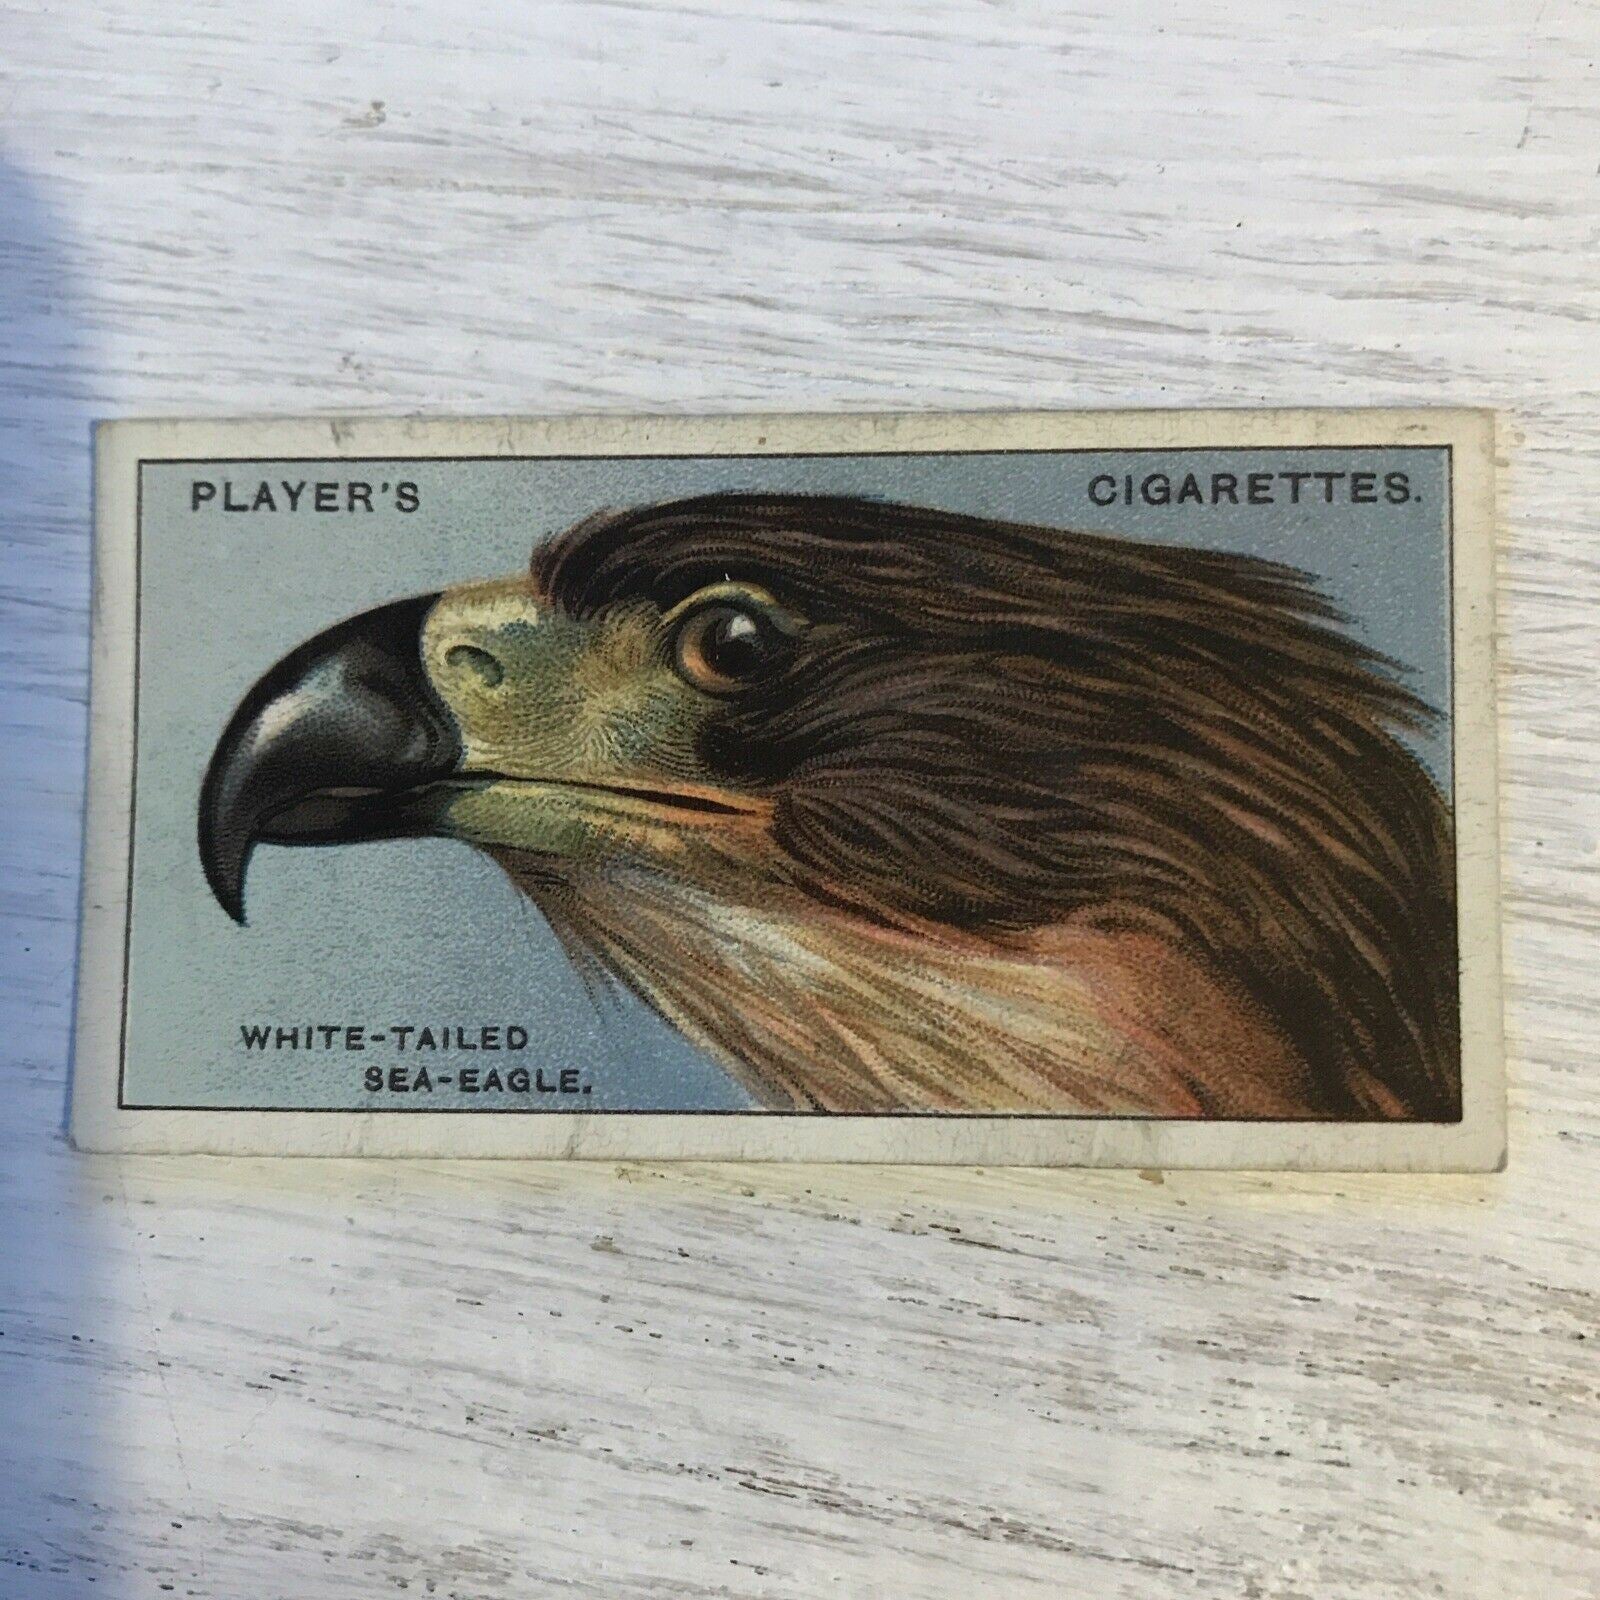 PLAYER'S CIGARETTES.
WHITE-TAILED
SEA-EAGLE.